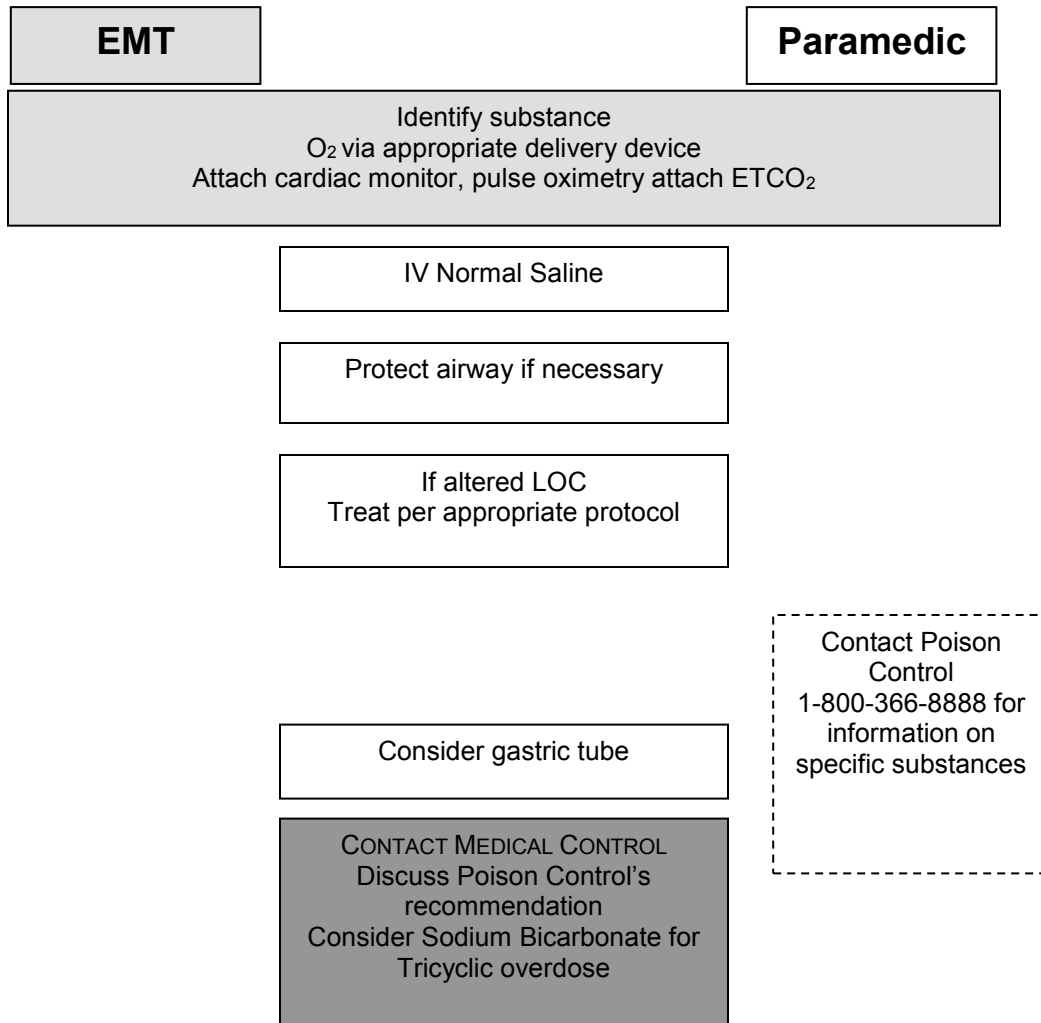 EMT
Paramedic
Identify substance
O2 via appropriate delivery device
Attach cardiac monitor, pulse oximetry attach ETCO2
IV Normal Saline
Protect airway if necessary
If altered LOC
Treat per appropriate protocol
Contact Poison
Control
1-800-366-8888 for
information on
specific substances
Consider gastric tube
CONTACT MEDICAL CONTROL
Discuss Poison Control’s
recommendation
Consider Sodium Bicarbonate for
Tricyclic overdose